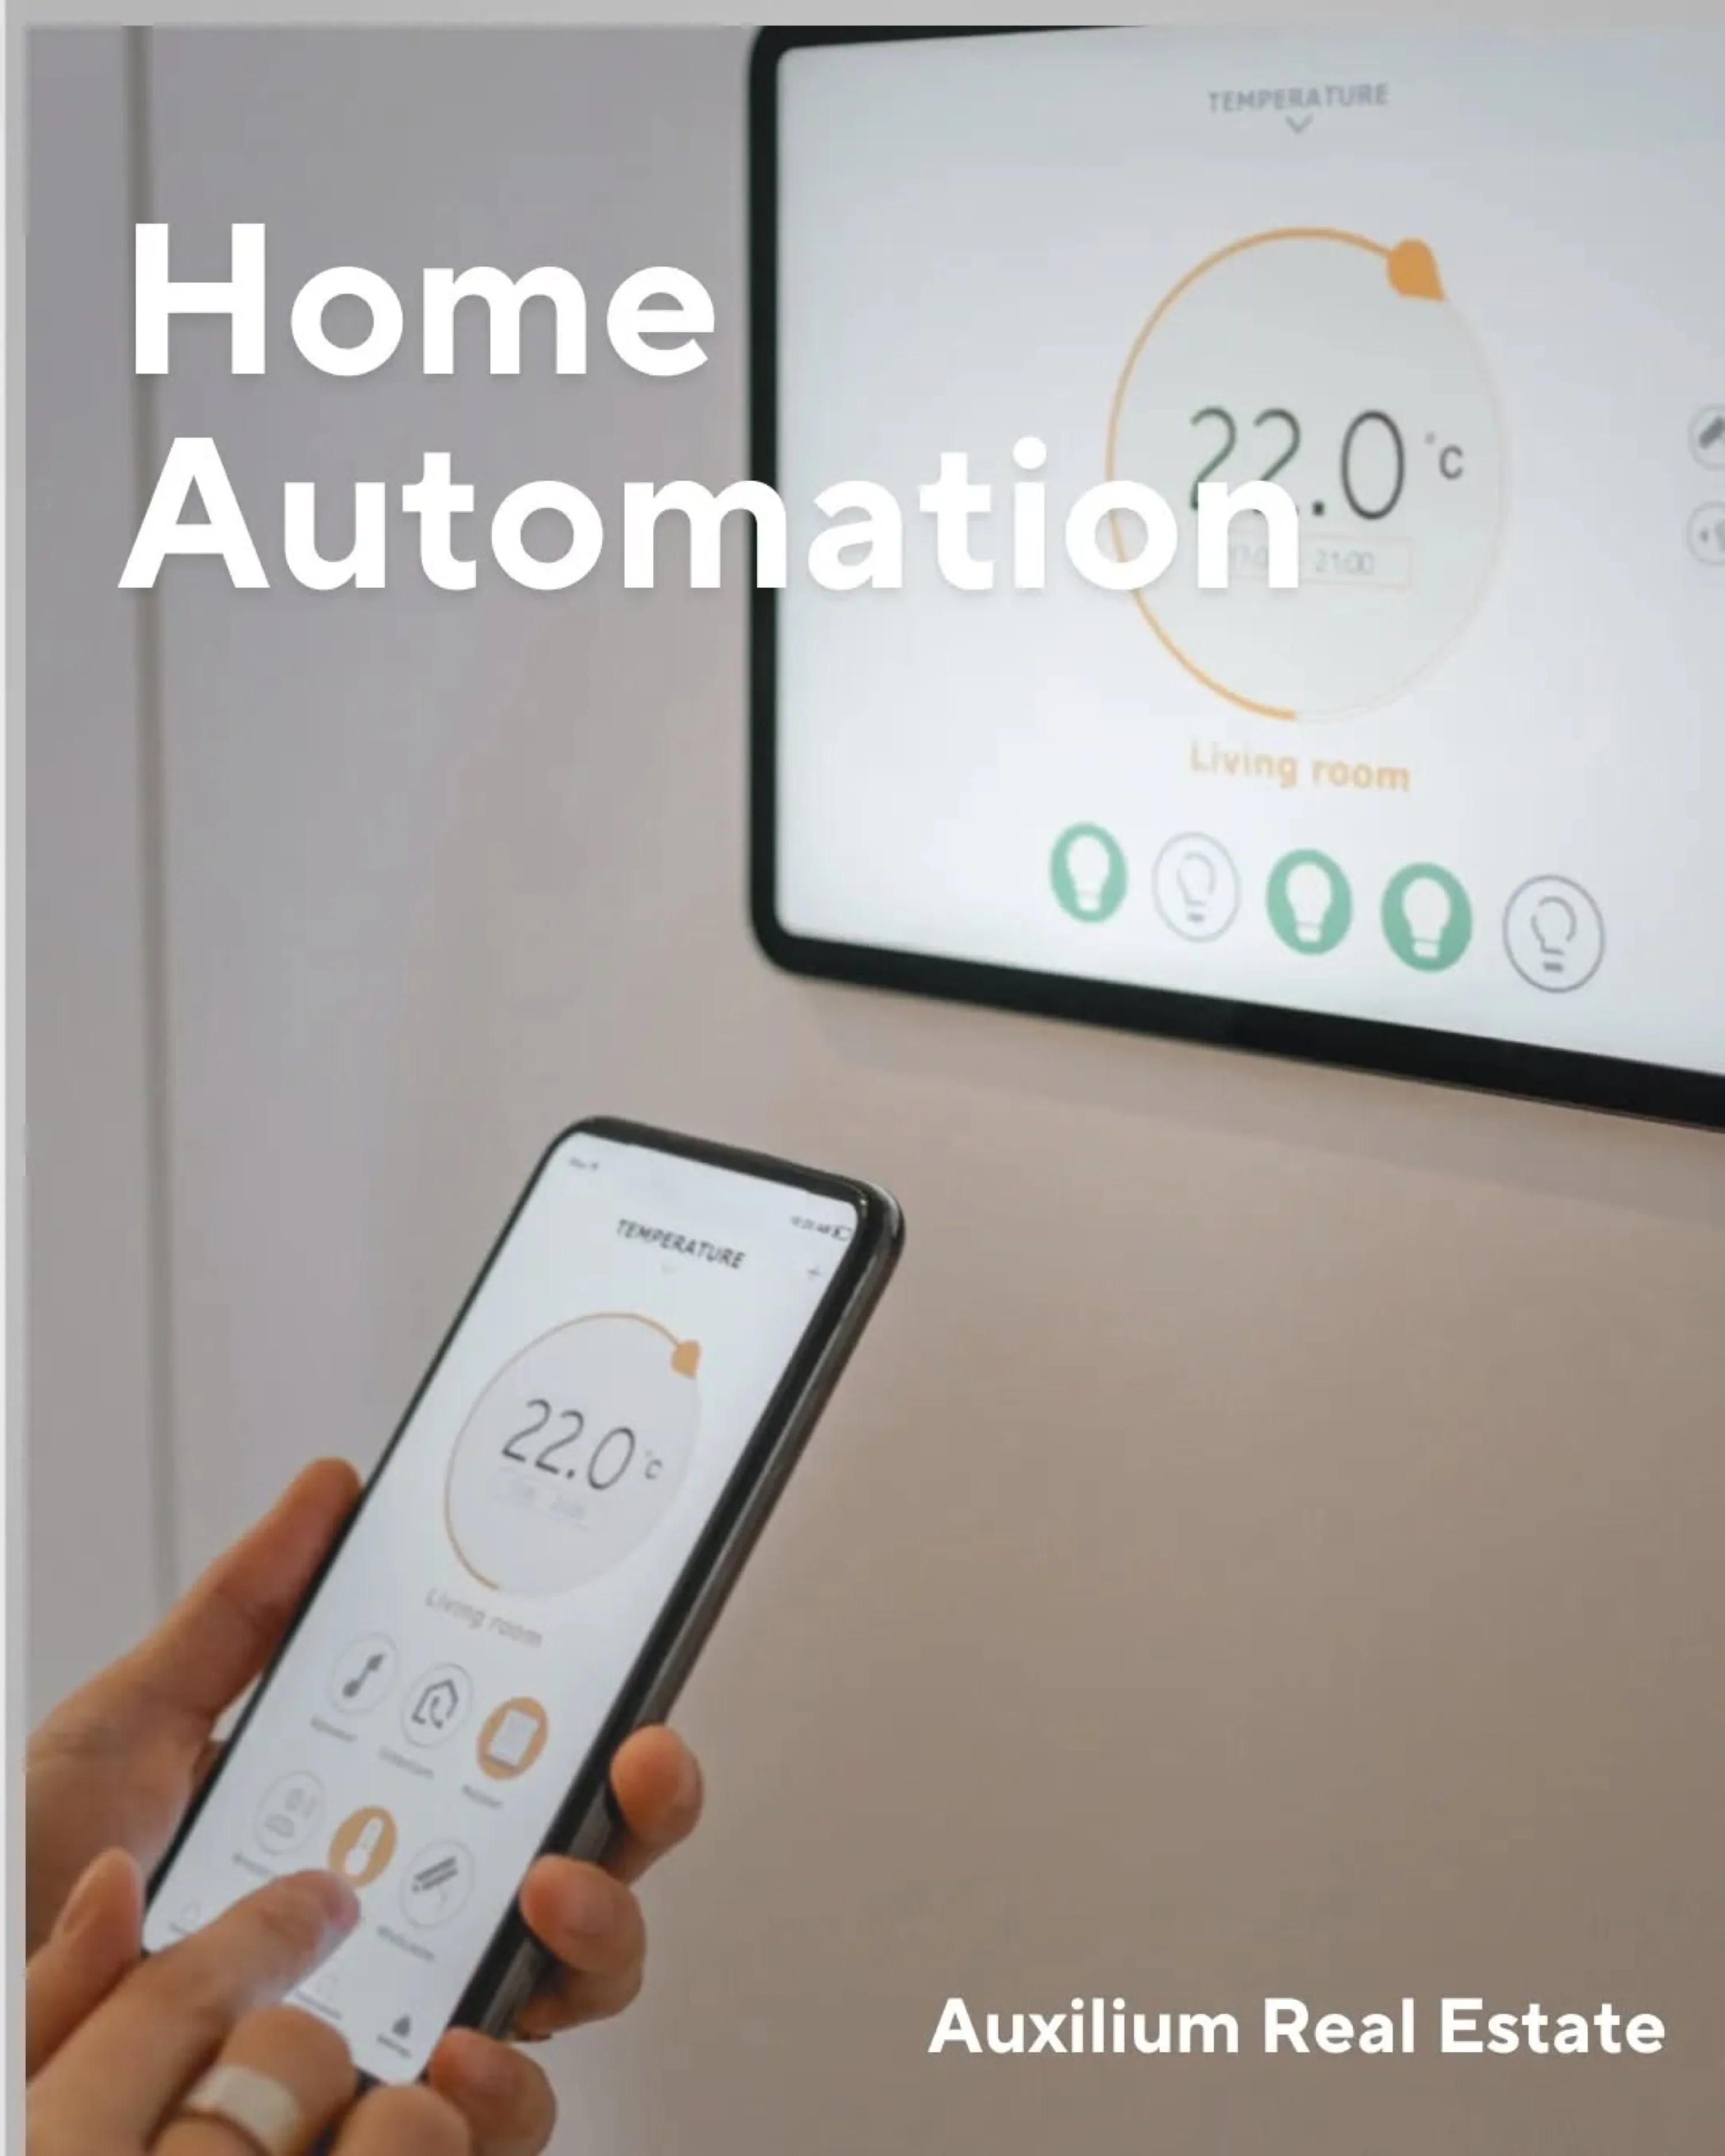 TEMPERATURE
Home
22.0 °c
Automation
21:00
Living room
TEMPERATURE
22.0 °c
Living room
Auxilium Real Estate